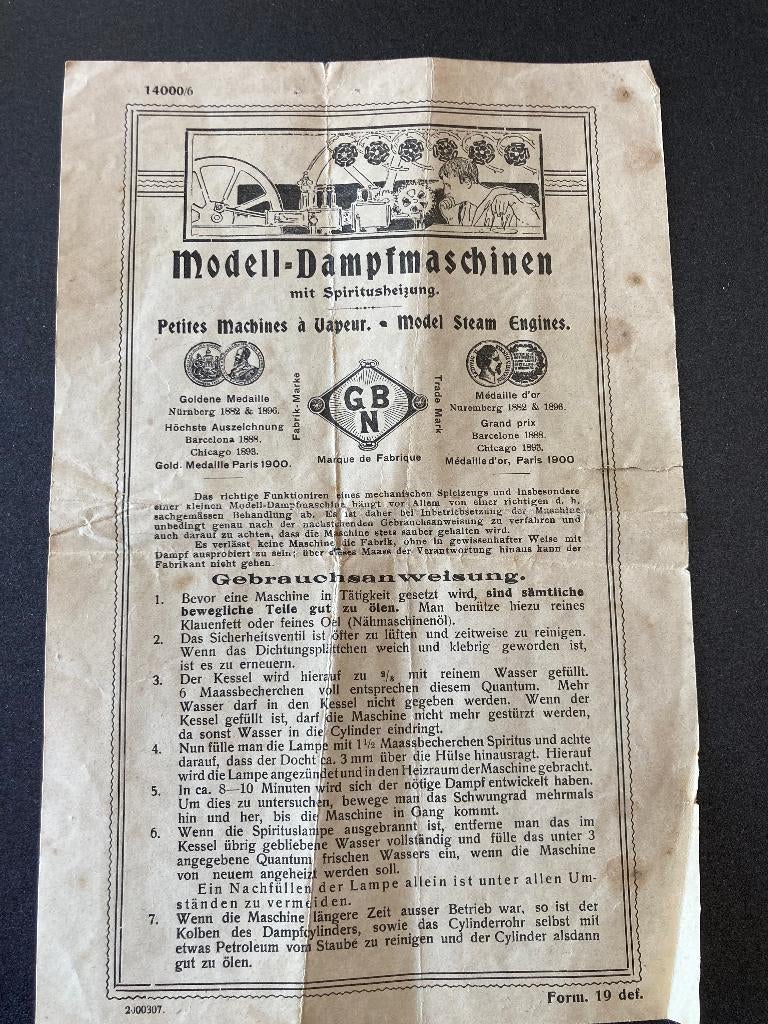 14000/6
Modell-Dampfmaschinen
mit Spiritusheizung.
Petites Machines à Vapeur. - Model Steam Engines.
Goldene Medaille
Nürnberg 1882 & 1896.
Höchste Auszeichnung
Barcelona 1888.
Chicago 1893.
Gold. Medaille Paris 1900.
Fabrik-Marke
GB
N
Trade Mark
Marque de Fabrique
Médaille d'or
Nuremberg 1882 & 1896.
Grand prix
Barcelone 1888.
Chicago 1893.
Médaille d'or, Paris 1900
Das richtige Funktioniren eines mechanischen Spielzeugs und insbesondere
einer kleinen Modell-Dampfmaschine hängt vor Allem von einer richtigen d. h.
sachgemässen Behandlung ab. Es ist daher bei Inbetriebsetzung der Maschine
unbedingt genau nach der nachstehenden Gebrauchsanweisung zu verfahren und
auch darauf zu achten, dass die Maschine stets sauber gehalten wird.
Es verlässt keine Maschine die Fabrik, ohne in gewissenhafter Weise mit
Dampf ausprobiert zu sein; über dieses Maass der Verantwortung hinaus kann der
Fabrikant nicht gehen.
Gebrauchsanweisung.
1. Bevor eine Maschine in Tätigkeit gesetzt wird, sind sämtliche
bewegliche Teile gut zu ölen. Man benütze hiezu reines
Klauenfett oder feines Oel (Nähmaschinenöl).
2. Das Sicherheitsventil ist öfter zu lüften und zeitweise zu reinigen.
Wenn das Dichtungsplättchen weich und klebrig geworden ist,
ist es zu erneuern.
3. Der Kessel wird hierauf zu mit reinem Wasser gefüllt.
6 Maassbecherchen voll entsprechen diesem Quantum. Mehr
Wasser darf in den Kessel nicht gegeben werden. Wenn der
Kessel gefüllt ist, darf die Maschine nicht mehr gestürzt werden,
da sonst Wasser in die Cylinder eindringt.
4. Nun fülle man die Lampe mit 1½ Maassbecherchen Spiritus und achte
darauf, dass der Docht ca. 3 mm über die Hülse hinausragt. Hierauf
wird die Lampe angezündet und in den Heizraum der Maschine gebracht.
5. In ca. 8—10 Minuten wird sich der nötige Dampf entwickelt haben.
Um dies zu untersuchen, bewege man das Schwungrad mehrmals
hin und her, bis die Maschine in Gang kommt.
6. Wenn die Spirituslampe ausgebrannt ist, entferne man das im
Kessel übrig gebliebene Wasser vollständig und fülle das unter 3
angegebene Quantum frischen Wassers ein, wenn die Maschine
von neuem angeheizt werden soll.
Ein Nachfüllen der Lampe allein ist unter allen Um-
ständen zu vermeiden.
7. Wenn die Maschine längere Zeit ausser Betrieb war, so ist der
Kolben des Dampfcylinders, sowie das Cylinderrohr selbst mit
etwas Petroleum vom Staube zu reinigen und der Cylinder alsdann
gut zu ölen.
Form. 19 def.
200307.